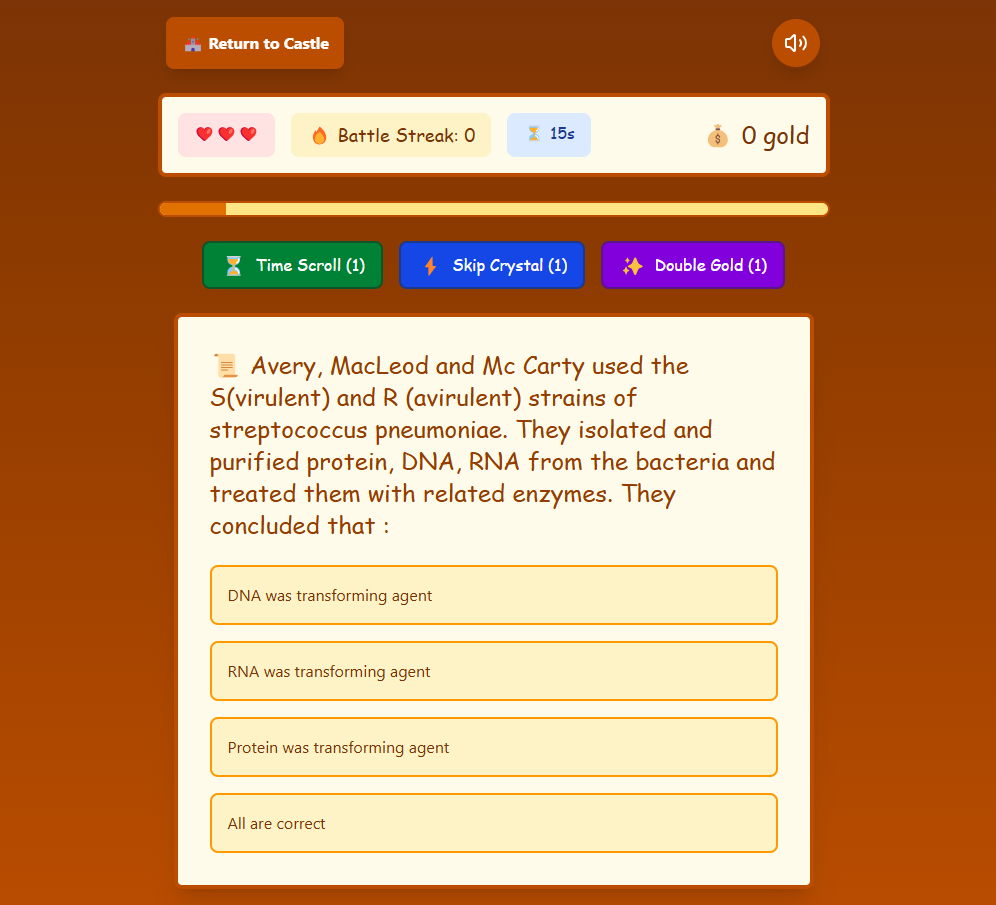 Return to Castle
Battle Streak: 0
15s
0 gold
Time Scroll (1)
Skip Crystal (1)
Double Gold (1)
Avery, MacLeod and Mc Carty used the
S(virulent) and R (avirulent) strains of
streptococcus pneumoniae. They isolated and
purified protein, DNA, RNA from the bacteria and
treated them with related enzymes. They
concluded that :
DNA was transforming agent
RNA was transforming agent
Protein was transforming agent
All are correct